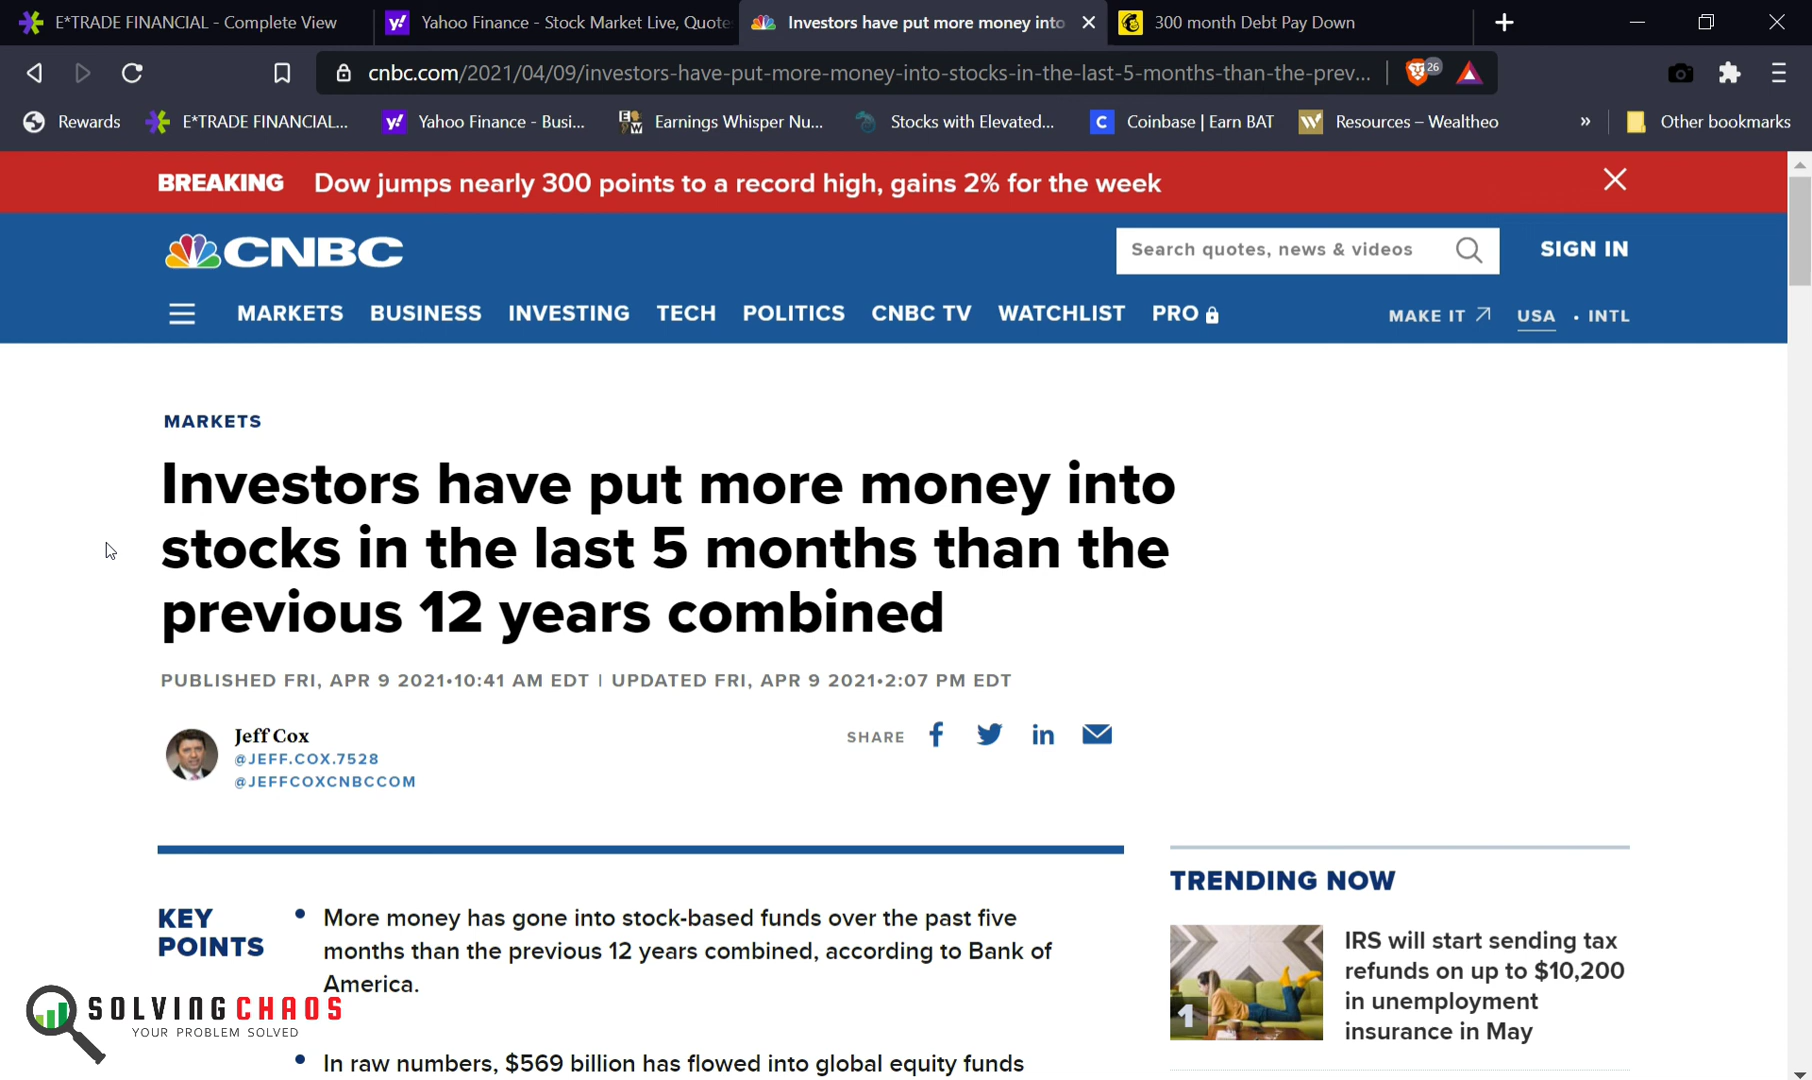 E*TRADE FINANCIAL - Complete View
Yahoo Finance - Stock Market Live, Quote
Investors have put more money into
300 month Debt Pay Down
cnbc.com/2021/04/09/investors-have-put-more-money-into-stocks-in-the-last-5-months-than-the-prev...
26
Rewards
E*TRADE FINANCIAL...
Yahoo Finance - Busi...
Earnings Whisper Nu...
Stocks with Elevated...
Coinbase | Earn BAT
Resources – Wealtheo
»
Other bookmarks
BREAKING Dow jumps nearly 300 points to a record high, gains 2% for the week
CNBC
Search quotes, news & videos
SIGN IN
MARKETS BUSINESS INVESTING TECH POLITICS CNBC TV WATCHLIST PRO
MAKE IT USA • INTL
MARKETS
Investors have put more money into
stocks in the last 5 months than the
previous 12 years combined
PUBLISHED FRI, APR 9 2021•10:41 AM EDT | UPDATED FRI, APR 9 2021•2:07 PM EDT
Jeff Cox
@JEFF.COX.7528
@JEFFCOXCNBCCOM
SHARE
KEY
POINTS
• More money has gone into stock-based funds over the past five
months than the previous 12 years combined, according to Bank of
America.
• In raw numbers, $569 billion has flowed into global equity funds
TRENDING NOW
1
IRS will start sending tax
refunds on up to $10,200
in unemployment
insurance in May
SOLVINGCHAOS
YOUR PROBLEM SOLVED